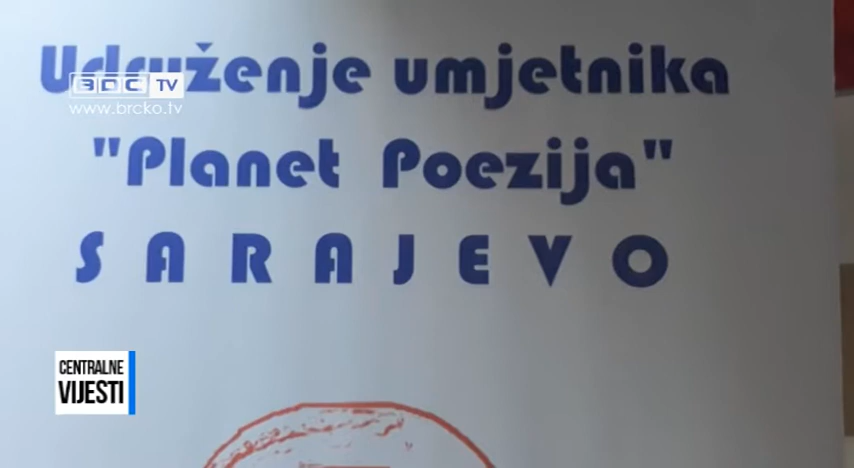 Udruženje umjetnika
BDC TV
www.brcko.tv
"Planet Poezija"
SARAJEVO
CENTRALNE
VIJESTI